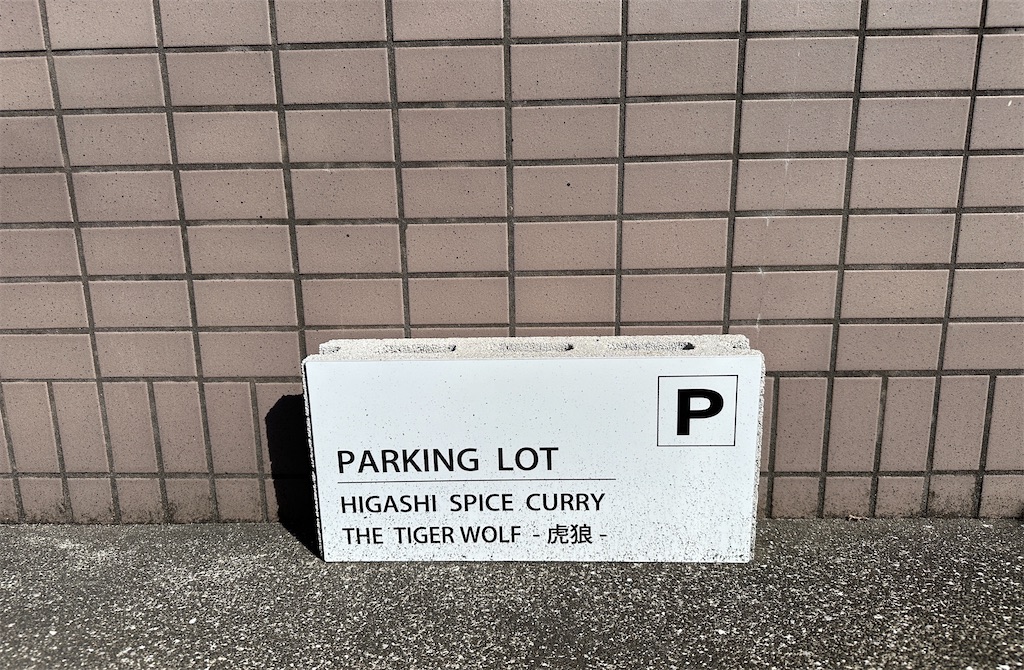 P
PARKING LOT
HIGASHI SPICE CURRY
THE TIGER WOLF - 虎狼 -